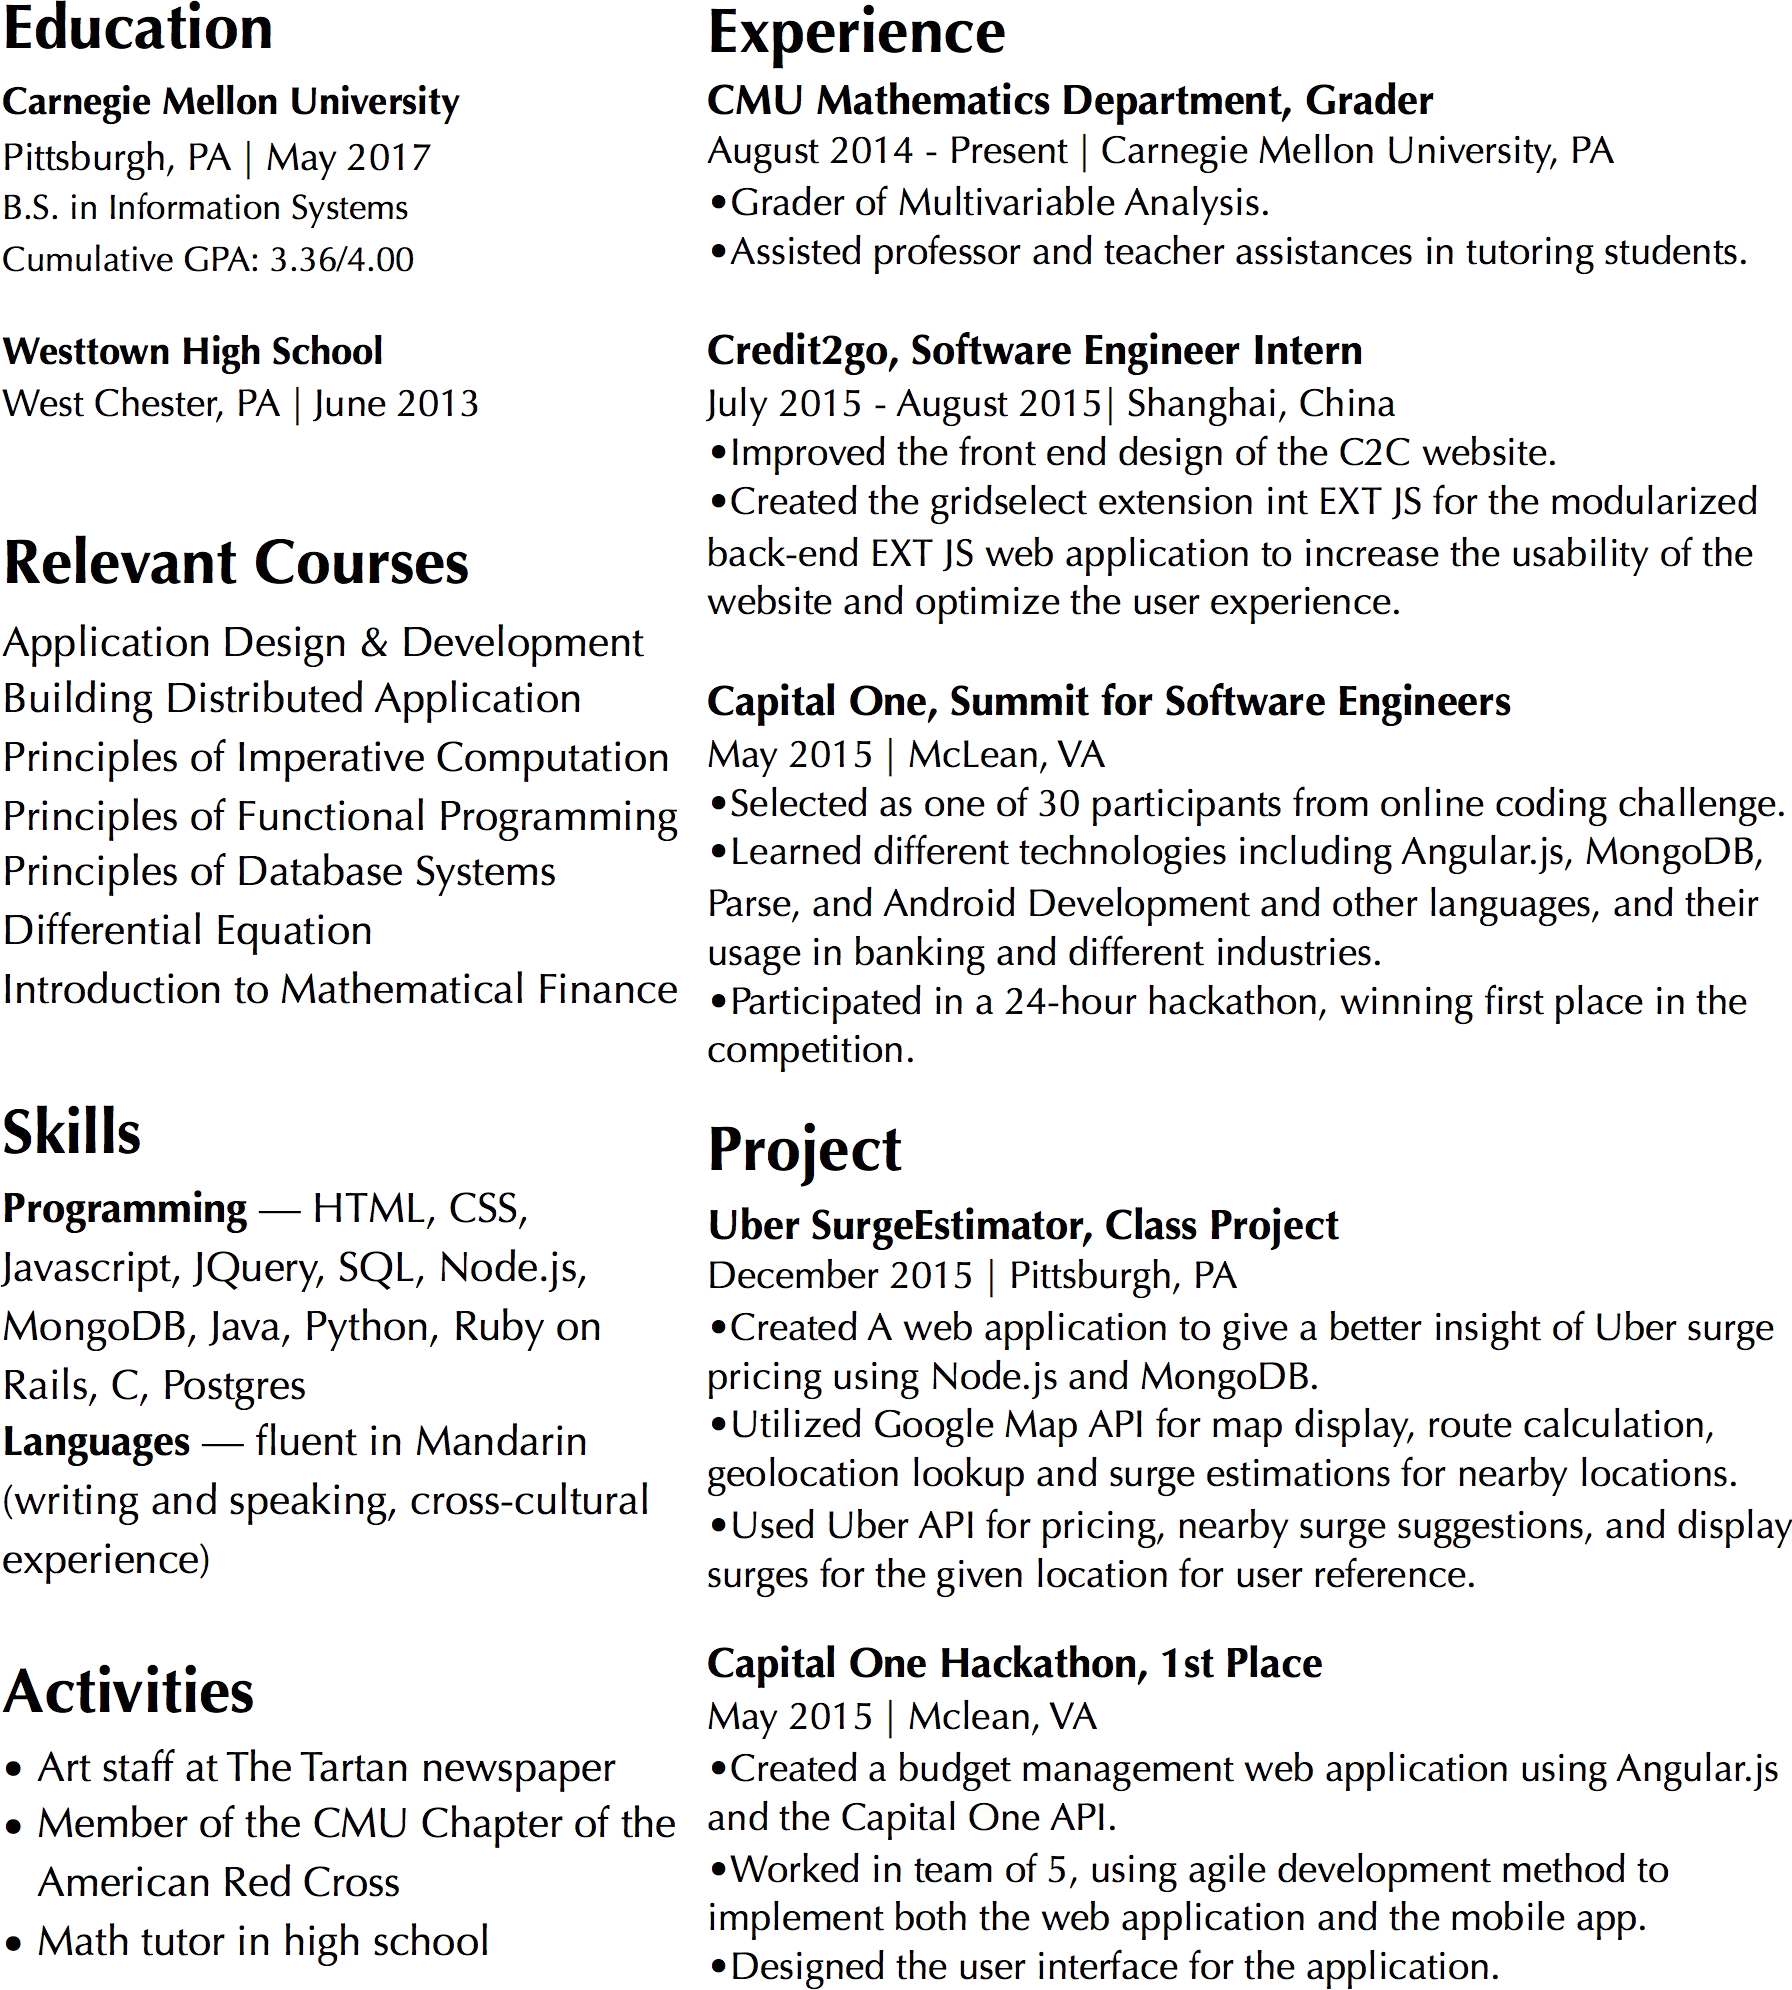 Education
Carnegie Mellon University
Pittsburgh, PA | May 2017
B.S. in Information Systems
Cumulative GPA: 3.36/4.00
Westtown High School
West Chester, PA | June 2013
Relevant Courses
Application Design & Development
Building Distributed Application
Principles of Imperative Computation
Principles of Functional Programming
Principles of Database Systems
Differential Equation
Introduction to Mathematical Finance
Skills
Programming — HTML, CSS,
Javascript, JQuery, SQL, Node.js,
MongoDB, Java, Python, Ruby on
Rails, C, Postgres
Languages — fluent in Mandarin
(writing and speaking, cross-cultural
experience)
Activities
• Art staff at The Tartan newspaper
• Member of the CMU Chapter of the
American Red Cross
• Math tutor in high school
Experience
CMU Mathematics Department, Grader
August 2014 - Present | Carnegie Mellon University, PA
•Grader of Multivariable Analysis.
•Assisted professor and teacher assistances in tutoring students.
Credit2go, Software Engineer Intern
July 2015 - August 2015| Shanghai, China
•Improved the front end design of the C2C website.
•Created the gridselect extension int EXT JS for the modularized
back-end EXT JS web application to increase the usability of the
website and optimize the user experience.
Capital One, Summit for Software Engineers
May 2015 | McLean, VA
•Selected as one of 30 participants from online coding challenge.
•Learned different technologies including Angular.js, MongoDB,
Parse, and Android Development and other languages, and their
usage in banking and different industries.
•Participated in a 24-hour hackathon, winning first place in the
competition.
Project
Uber SurgeEstimator, Class Project
December 2015 | Pittsburgh, PA
•Created A web application to give a better insight of Uber surge
pricing using Node.js and MongoDB.
•Utilized Google Map API for map display, route calculation,
geolocation lookup and surge estimations for nearby locations.
•Used Uber API for pricing, nearby surge suggestions, and display
surges for the given location for user reference.
Capital One Hackathon, 1st Place
May 2015 | Mclean, VA
•Created a budget management web application using Angular.js
and the Capital One API.
•Worked in team of 5, using agile development method to
implement both the web application and the mobile app.
•Designed the user interface for the application.